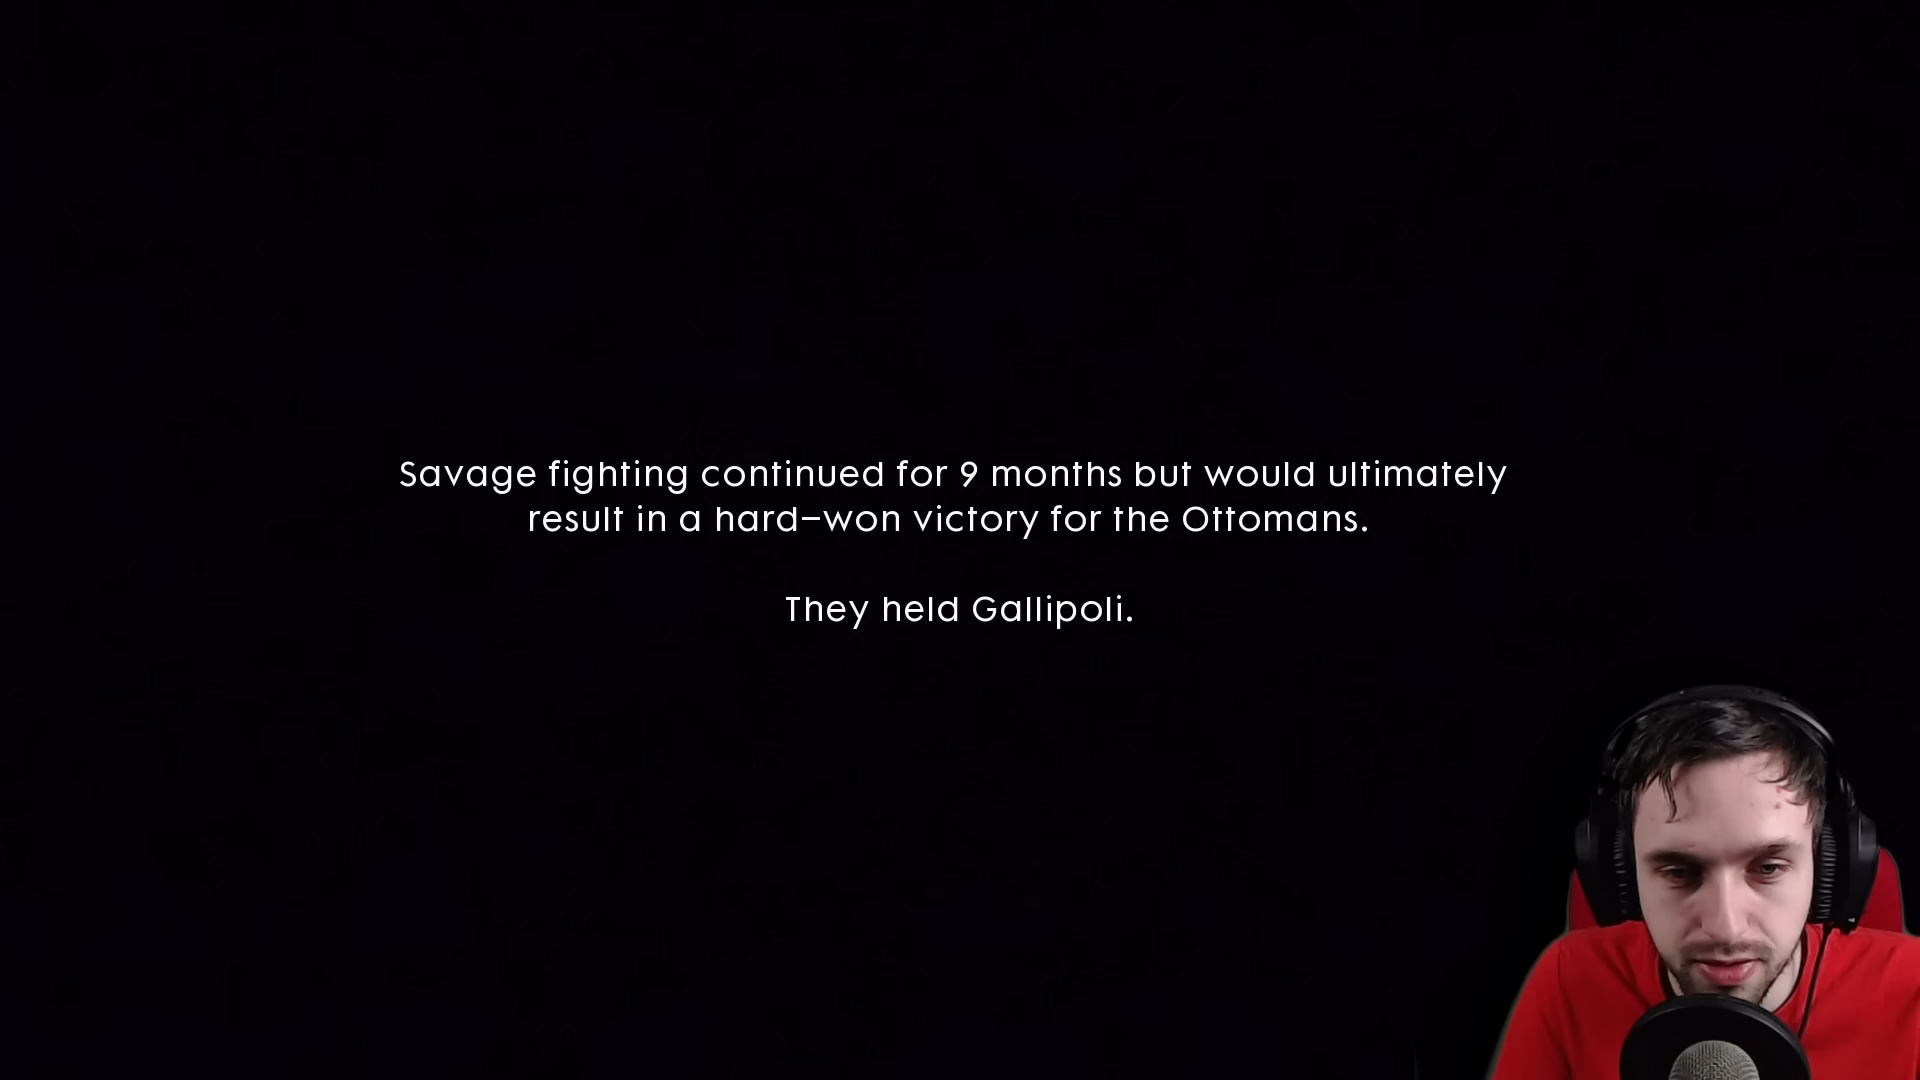 Savage fighting continued for 9 months but would ultimately
result in a hard–won victory for the Ottomans.
They held Gallipoli.